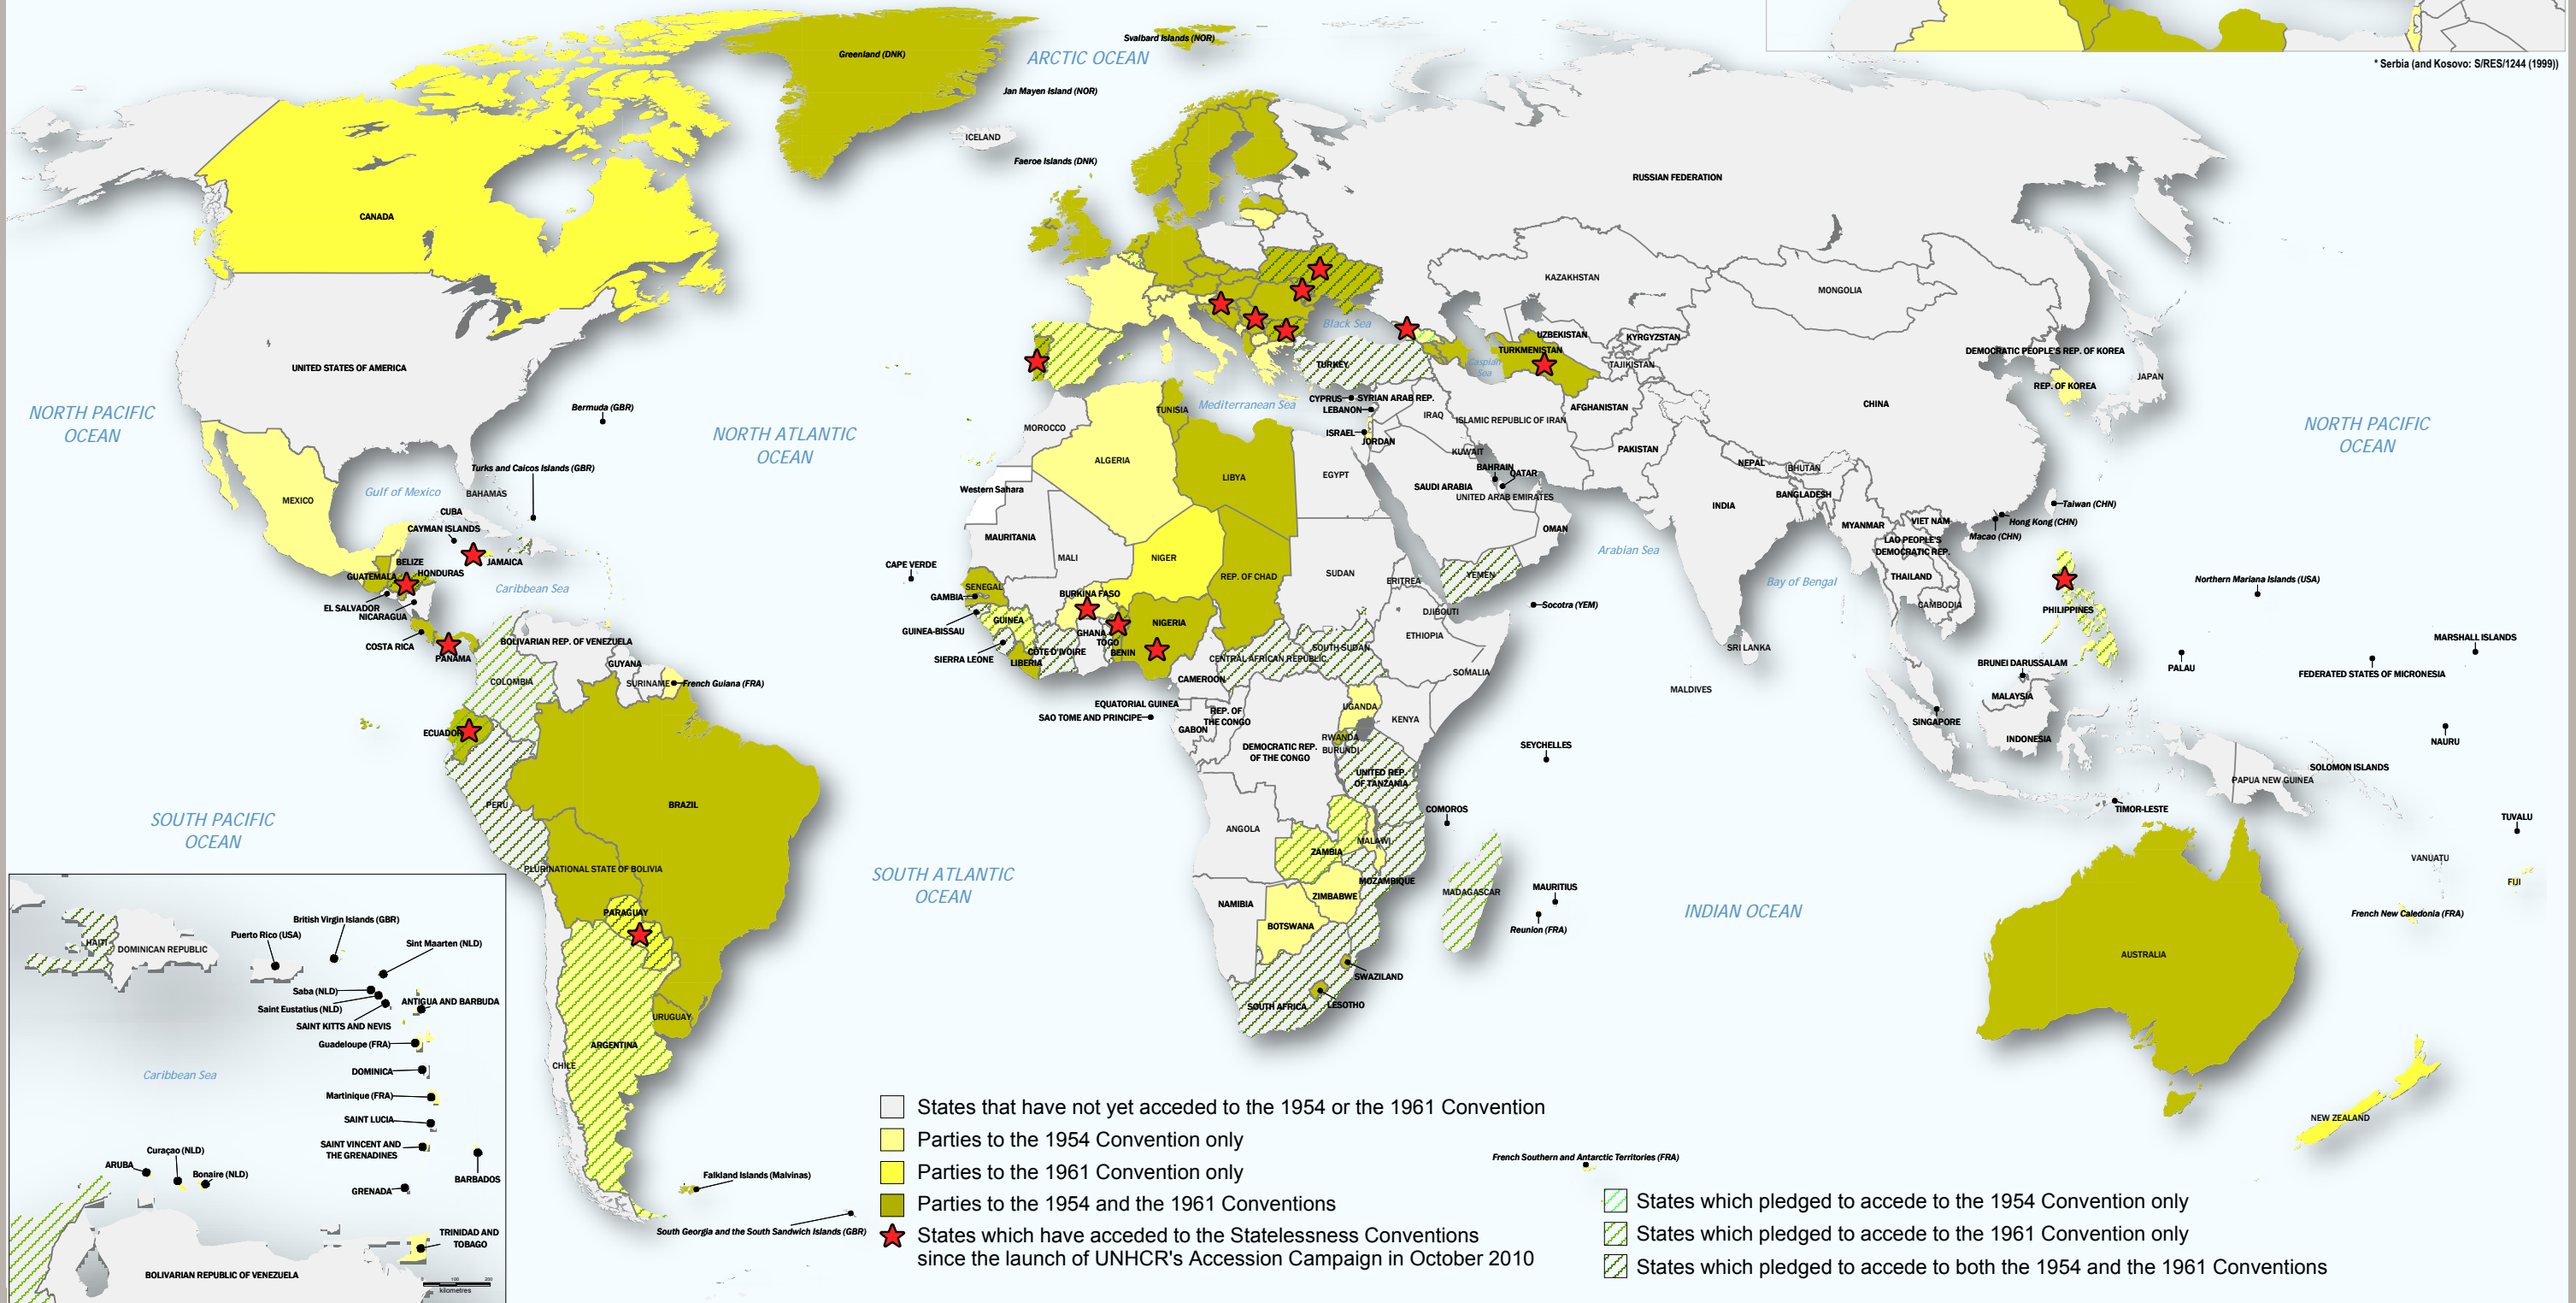 Svalbard Islands (NOR)
Greenland (DNK)
ARCTIC OCEAN
* Serbia (and Kosovo: S/RES/1244 (1999))
Jan Mayen Island (NOR)
ICELAND
Faeroe Islands (DNK)
RUSSIAN FEDERATION
CANADA
KAZAKHSTAN
MONGOLIA
Black Sea
UZBEKISTAN
KYRGYZSTAN
TURKMENISTAN
DEMOCRATIC PEOPLE'S REP. OF KOREA
UNITED STATES OF AMERICA
TURKEY
Caspian
Sea
TAJIKISTAN
JAPAN
REP. OF KOREA
CYPRUS
SYRIAN ARAB REP.
LEBANON
AFGHANISTAN
CHINA
Bermuda (GBR)
Mediterranean Sea
TUNISIA
NORTH PACIFIC
OCEAN
IRAQ
ISLAMIC REPUBLIC OF IRAN
NORTH PACIFIC
OCEAN
NORTH ATLANTIC
OCEAN
MOROCCO
ISRAEL
JORDAN
PAKISTAN
KUWAIT
ALGERIA
LIBYA
EGYPT
BAHRAIN
QATAR
NEPAL
BHUTAN
Turks and Caicos Islands (GBR)
Gulf of Mexico
BAHAMAS
MEXICO
Western Sahara
SAUDI ARABIA
UNITED ARAB EMIRATES
BANGLADESH
INDIA
Taiwan (CHN)
CUBA
CAYMAN ISLANDS
MAURITANIA
OMAN
MYANMAR
VIET NAM
Hong Kong (CHN)
Macao (CHN)
LAO PEOPLE'S
DEMOCRATIC REP.
Arabian Sea
MALI
NIGER
BELIZE
JAMAICA
CAPE VERDE
GUATEMALA
HONDURAS
SENEGAL
REP. OF CHAD
SUDAN
ERITREA
YEMEN
Bay of Bengal
THAILAND
Northern Mariana Islands (USA)
Caribbean Sea
GAMBIA
BURKINA FASO
EL SALVADOR
NICARAGUA
DJIBOUTI
Socotra (YEM)
CAMBODIA
PHILIPPINES
GUINEA-BISSAU
GUINEA
GHANA
TOGO
NIGERIA
COSTA RICA
BOLIVARIAN REP. OF VENEZUELA
ETHIOPIA
MARSHALL ISLANDS
PANAMA
SIERRA LEONE
LIBERIA
CÔTE D'IVOIRE
BENIN
CENTRAL AFRICAN REPUBLIC
SOUTH SUDAN
SRI LANKA
GUYANA
BRUNEI DARUSSALAM
PALAU
FEDERATED STATES OF MICRONESIA
COLOMBIA
SURINAME
French Guiana (FRA)
CAMEROON
SOMALIA
MALDIVES
MALAYSIA
EQUATORIAL GUINEA
SAO TOME AND PRINCIPE
REP. OF
THE CONGO
GABON
UGANDA
KENYA
SINGAPORE
ECUADOR
RWANDA
BURUNDI
DEMOCRATIC REP.
OF THE CONGO
SEYCHELLES
INDONESIA
NAURU
UNITED REP.
OF TANZANIA
SOLOMON ISLANDS
PAPUA NEW GUINEA
PERU
BRAZIL
COMOROS
TIMOR-LESTE
SOUTH PACIFIC
OCEAN
TUVALU
ANGOLA
MALAWI
ZAMBIA
VANUATU
PLURINATIONAL STATE OF BOLIVIA
SOUTH ATLANTIC
OCEAN
MOZAMBIQUE
MADAGASCAR
MAURITIUS
FIJI
ZIMBABWE
NAMIBIA
PARAGUAY
BOTSWANA
Reunion (FRA)
INDIAN OCEAN
French New Caledonia (FRA)
AUSTRALIA
SWAZILAND
SOUTH AFRICA
LESOTHO
URUGUAY
ARGENTINA
CHILE
NEW ZEALAND
HAITI
DOMINICAN REPUBLIC
British Virgin Islands (GBR)
Puerto Rico (USA)
Sint Maarten (NLD)
Saba (NLD)
Saint Eustatius (NLD)
ANTIGUA AND BARBUDA
SAINT KITTS AND NEVIS
Guadeloupe (FRA)
Caribbean Sea
DOMINICA
Martinique (FRA)
SAINT LUCIA
SAINT VINCENT AND
THE GRENADINES
Curaçao (NLD)
ARUBA
Bonaire (NLD)
BARBADOS
GRENADA
TRINIDAD AND
TOBAGO
BOLIVARIAN REPUBLIC OF VENEZUELA
0 100 200
kilometres
Falkland Islands (Malvinas)
South Georgia and the South Sandwich Islands (GBR)
French Southern and Antarctic Territories (FRA)
States that have not yet acceded to the 1954 or the 1961 Convention
Parties to the 1954 Convention only
Parties to the 1961 Convention only
Parties to the 1954 and the 1961 Conventions
States which have acceded to the Statelessness Conventions
since the launch of UNHCR's Accession Campaign in October 2010
States which pledged to accede to the 1954 Convention only
States which pledged to accede to the 1961 Convention only
States which pledged to accede to both the 1954 and the 1961 Conventions